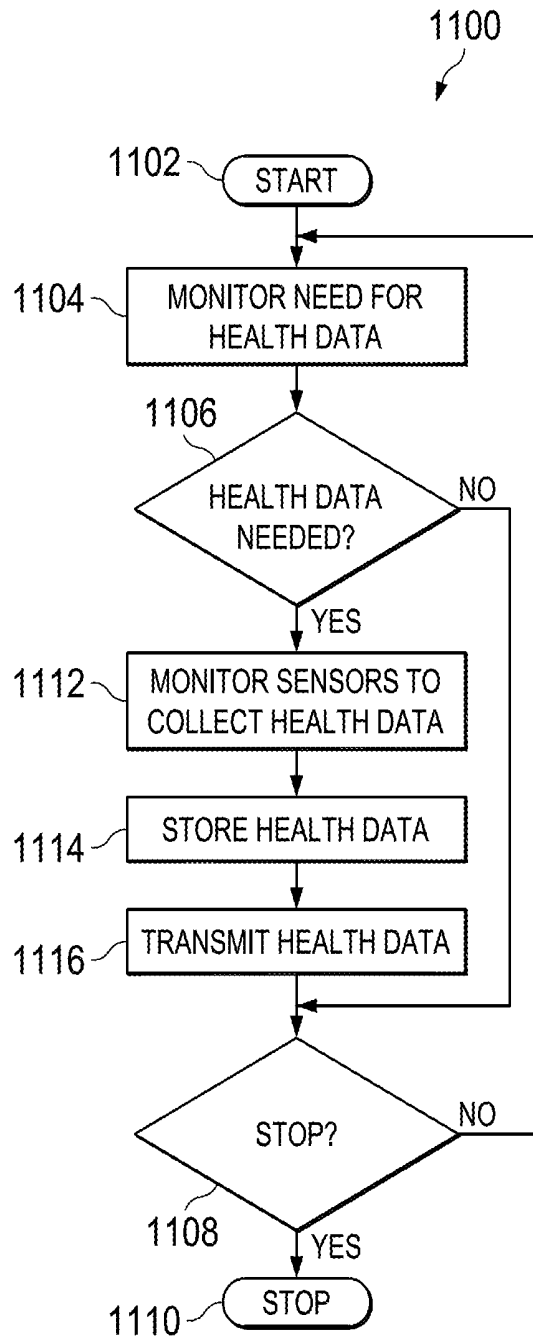 1100
1102
START
1104
MONITOR NEED FOR
HEALTH DATA
1106
HEALTH DATA
NEEDED?
NO
YES
1112
MONITOR SENSORS TO
COLLECT HEALTH DATA
1114
STORE HEALTH DATA
1116
TRANSMIT HEALTH DATA
STOP?
NO
1108
YES
1110
STOP